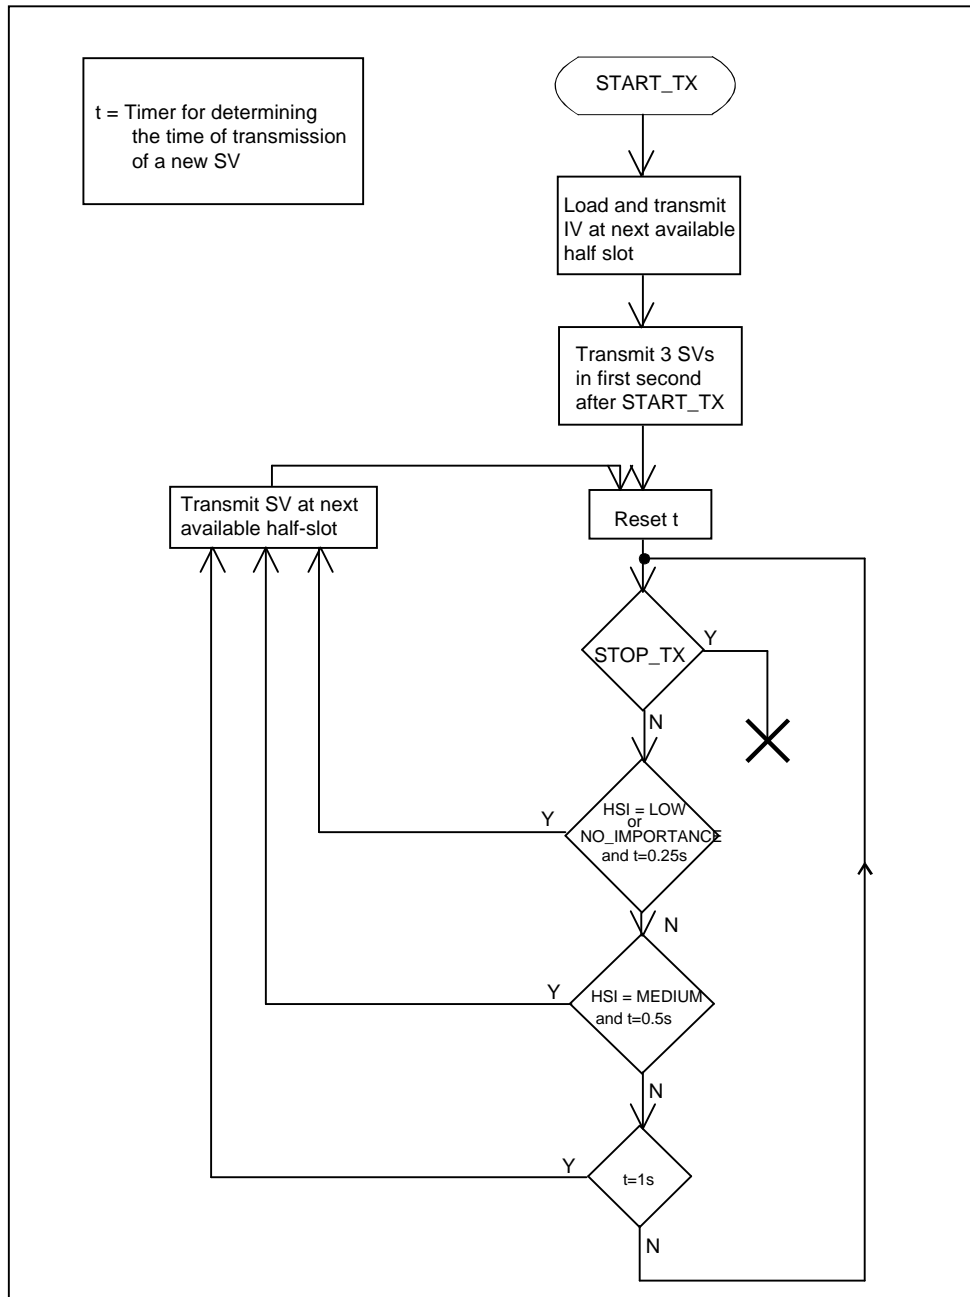 t = Timer for determining
the time of transmission
of a new SV
START_TX
Load and transmit
IV at next available
half slot
Transmit 3 SVs
in first second
after START_TX
Transmit SV at next
available half-slot
Reset t
STOP_TX
Y
N
HSI = LOW
or
NO_IMPORTANCE
and t=0.25s
Y
N
HSI = MEDIUM
and t=0.5s
Y
N
t=1s
Y
N